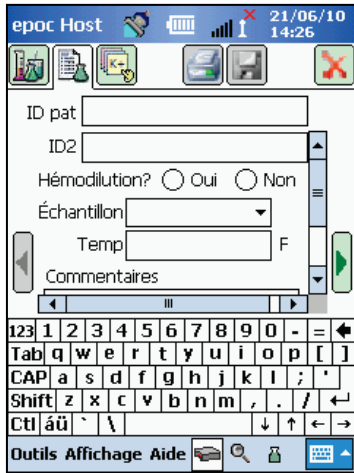 epoc Host 21/06/10
14:26
K+
ID pat
ID2
Hémodilution? Oui Non
Échantillon
Temp F
Commentaires
123 1 2 3 4 5 6 7 8 9 0 - =
Tab q w e r t y u i o p [ ]
CAP a s d f g h j k l ; '
Shift z x c v b n m , . /
Ctl áü ` \
Outils Affichage Aide